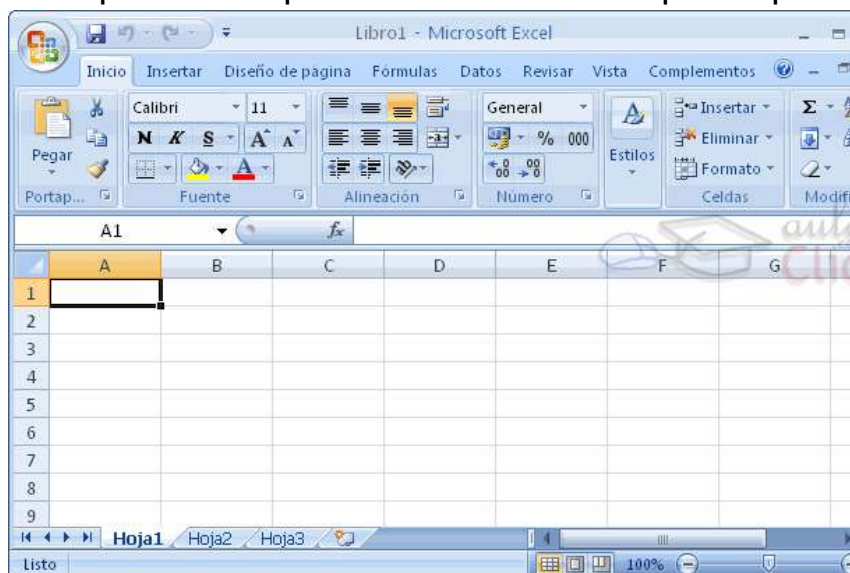 Libro1 - Microsoft Excel
Inicio Insertar Diseño de página Fórmulas Datos Revisar Vista Complementos
Calibri 11 General Σ Insertar
N K S A A % 000 Eliminar
Pegar Estilos Formato
Portap... Fuente Alineación Número Celdas
A1 fx
aula
Clic
A B C D E F G
1
2
3
4
5
6
7
8
9
Hoja1 Hoja2 Hoja3
Listo 100%